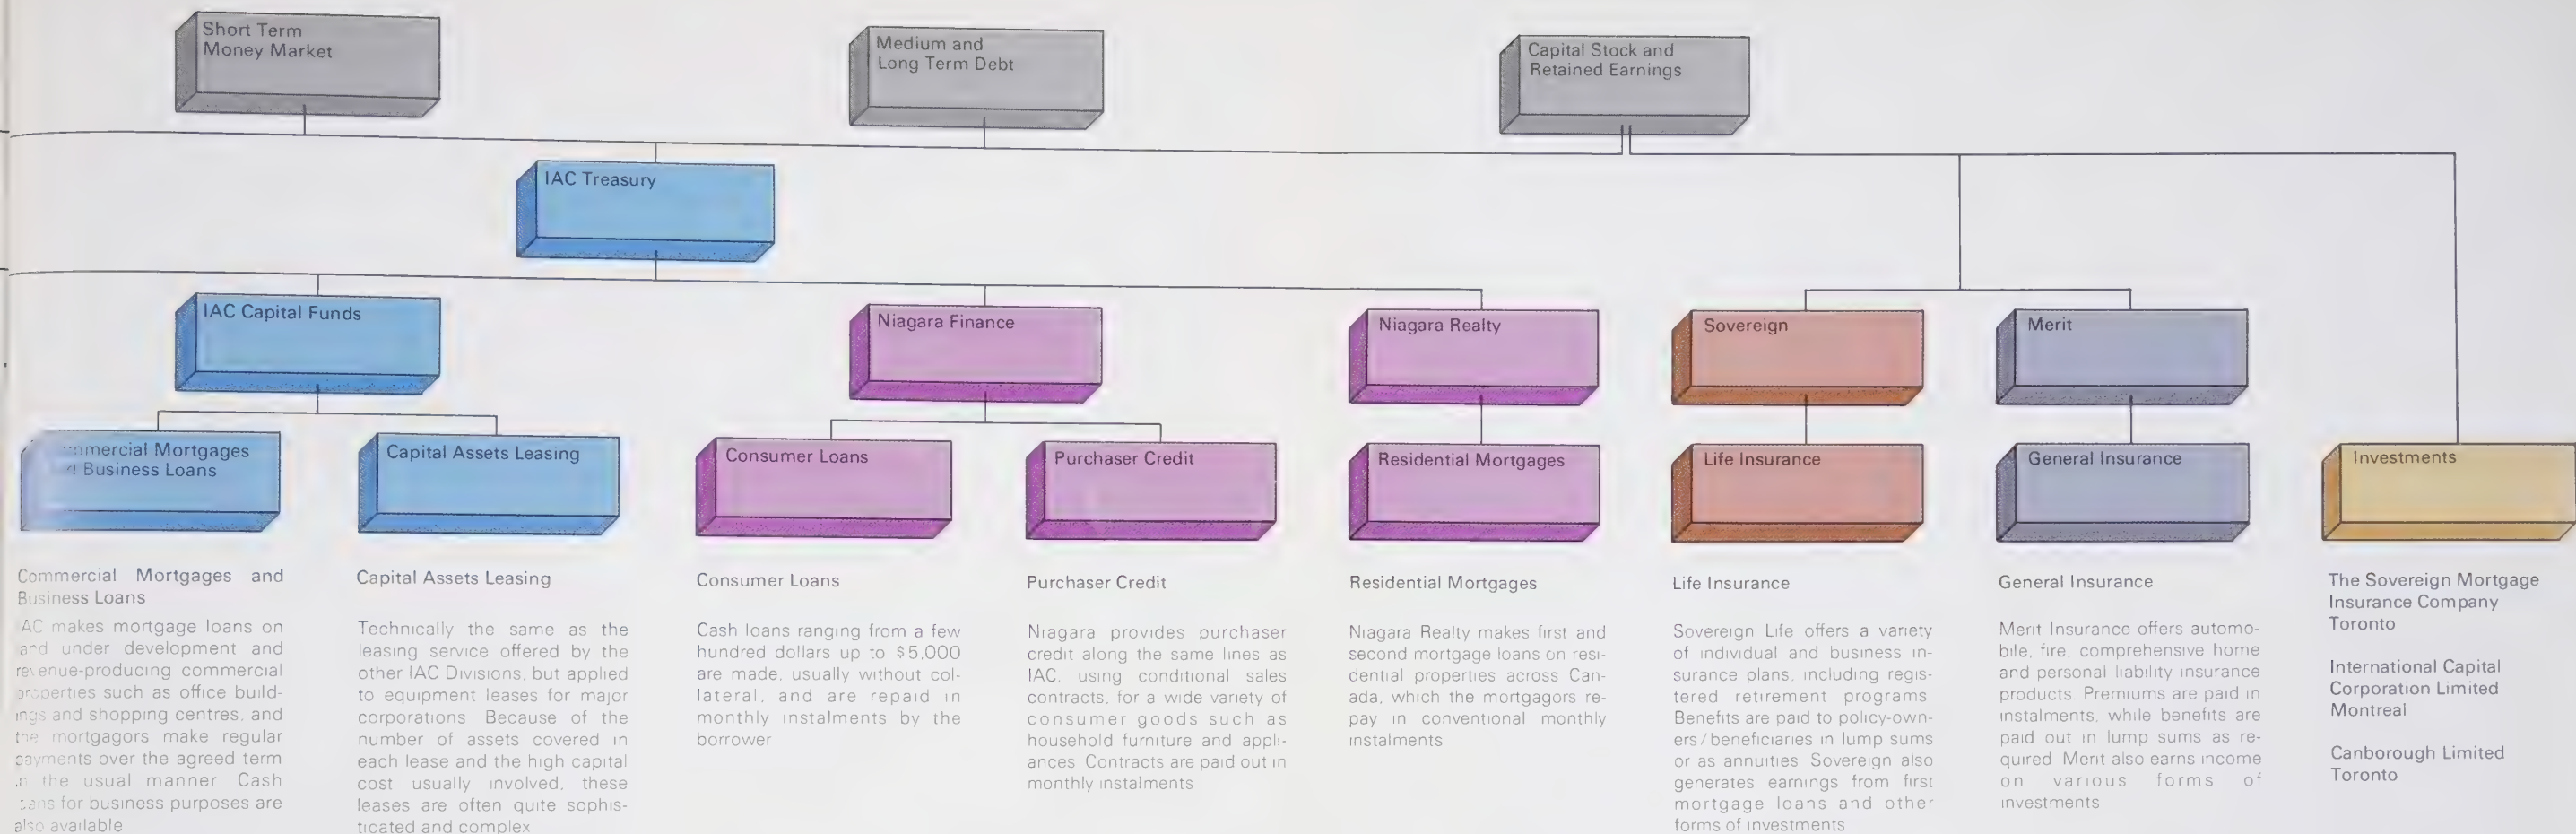 Short Term
Money Market
Medium and
Long Term Debt
Capital Stock and
Retained Earnings
IAC Treasury
IAC Capital Funds
Niagara Finance
Niagara Realty
Sovereign
Merit
Commercial Mortgages
Business Loans
Capital Assets Leasing
Consumer Loans
Purchaser Credit
Residential Mortgages
Life Insurance
General Insurance
Investments
Commercial Mortgages and
Business Loans
IAC makes mortgage loans on
land under development and
revenue-producing commercial
properties such as office build-
ings and shopping centres, and
the mortgagors make regular
payments over the agreed term
in the usual manner Cash
loans for business purposes are
also available
Capital Assets Leasing
Technically the same as the
leasing service offered by the
other IAC Divisions, but applied
to equipment leases for major
corporations Because of the
number of assets covered in
each lease and the high capital
cost usually involved, these
leases are often quite sophis-
ticated and complex
Consumer Loans
Cash loans ranging from a few
hundred dollars up to $5,000
are made, usually without col-
lateral, and are repaid in
monthly instalments by the
borrower
Purchaser Credit
Niagara provides purchaser
credit along the same lines as
IAC, using conditional sales
contracts, for a wide variety of
consumer goods such as
household furniture and appli-
ances Contracts are paid out in
monthly instalments
Residential Mortgages
Niagara Realty makes first and
second mortgage loans on resi-
dential properties across Can-
ada, which the mortgagors re-
pay in conventional monthly
instalments
Life Insurance
Sovereign Life offers a variety
of individual and business in-
surance plans, including regis-
tered retirement programs
Benefits are paid to policy-own-
ers/beneficiaries in lump sums
or as annuities Sovereign also
generates earnings from first
mortgage loans and other
forms of investments
General Insurance
Merit Insurance offers automo-
bile, fire, comprehensive home
and personal liability insurance
products. Premiums are paid in
instalments, while benefits are
paid out in lump sums as re-
quired Merit also earns income
on various forms of
investments
The Sovereign Mortgage
Insurance Company
Toronto
International Capital
Corporation Limited
Montreal
Canborough Limited
Toronto